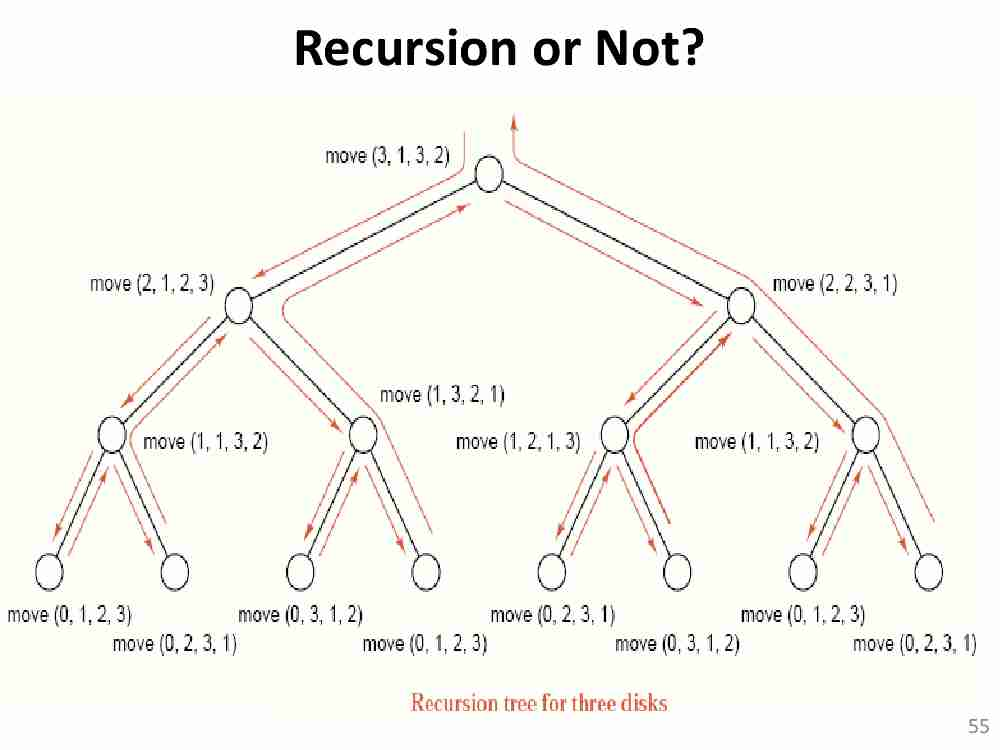 Recursion or Not?
move (3, 1, 3, 2)
move (2, 1, 2, 3)
move (2, 2, 3, 1)
move (1, 3, 2, 1)
move (1, 1, 3, 2)
move (1, 2, 1, 3)
move (1, 1, 3, 2)
move (0, 1, 2, 3)
move (0, 3, 1, 2)
move (0, 2, 3, 1)
move (0, 1, 2, 3)
move (0, 2, 3, 1)
move (0, 1, 2, 3)
move (0, 3, 1, 2)
move (0, 2, 3, 1)
Recursion tree for three disks
55